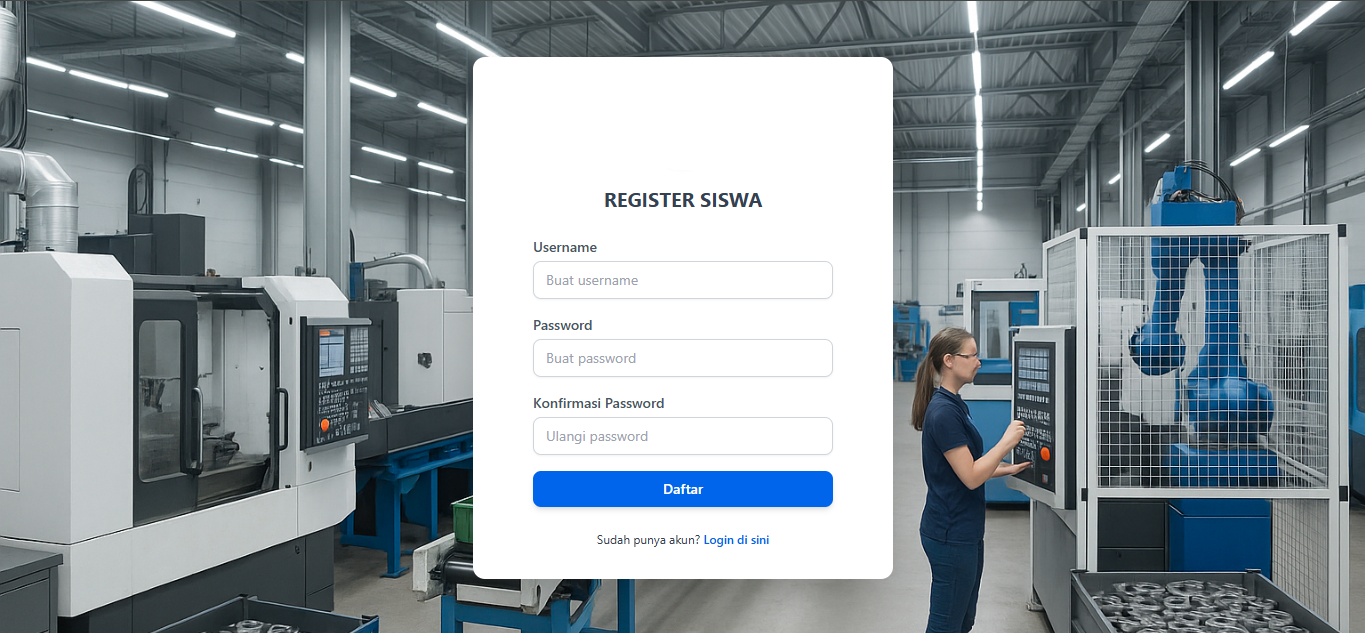 REGISTER SISWA
Username
Buat username
Password
Buat password
Konfirmasi Password
Ulangi password
Daftar
Sudah punya akun? Login di sini